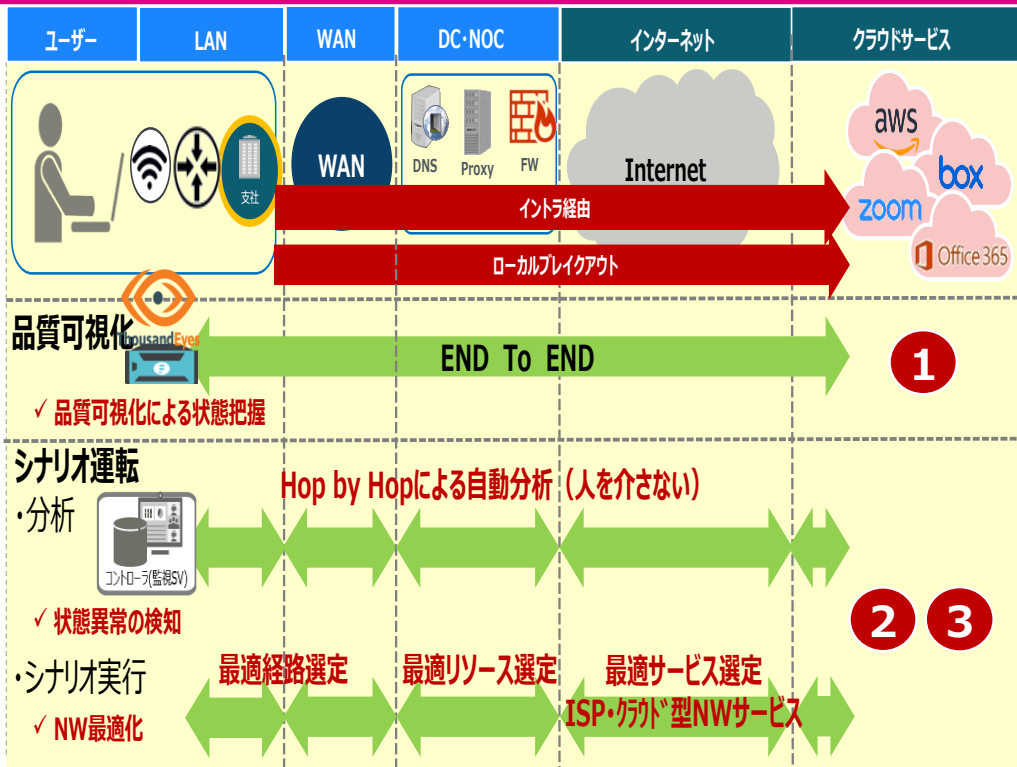 ユーザー
LAN
WAN
DC・NOC
インターネット
クラウドサービス
支社
WAN
DNS
Proxy
FW
Internet
aws
box
zoom
Office 365
イントラ経由
ローカルブレイクアウト
品質可視化
ThousandEyes
END To END
1
✓ 品質可視化による状態把握
シナリオ運転
Hop by Hopによる自動分析（人を介さない）
・分析
コントローラ(監視SV)
✓ 状態異常の検知
2 3
・シナリオ実行
最適経路選定
最適リソース選定
最適サービス選定
ISP・クラウド型NWサービス
✓ NW最適化